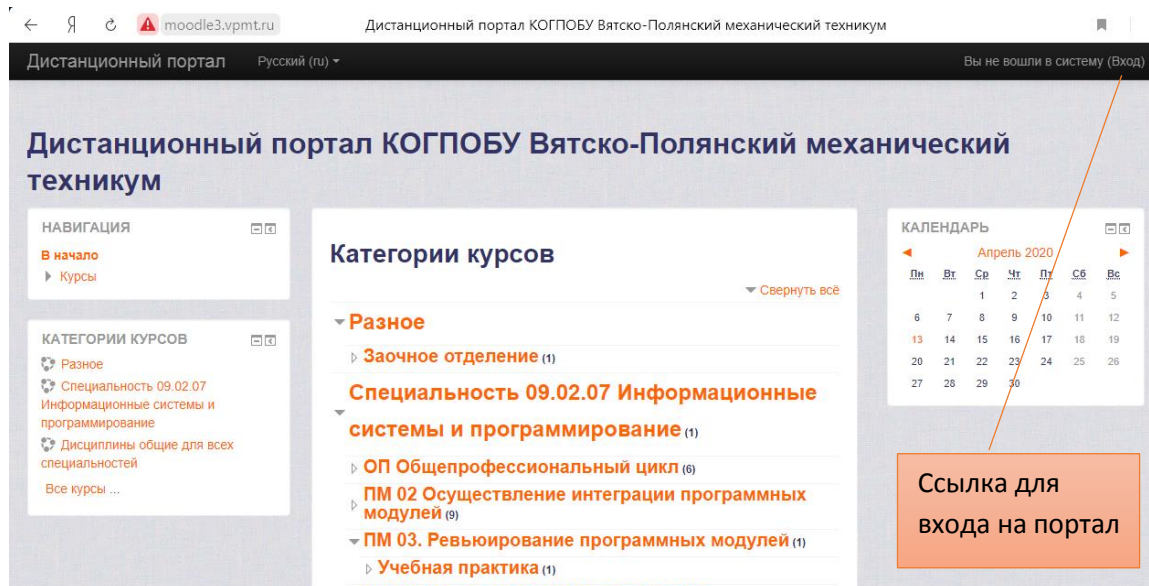 moodle3.vpmt.ru
Дистанционный портал КОГПОБУ Вятско-Полянский механический техникум
Дистанционный портал
Русский (ru)
Вы не вошли в систему (Вход)
Дистанционный портал КОГПОБУ Вятско-Полянский механический
техникум
НАВИГАЦИЯ
В начало
Курсы
КАТЕГОРИИ КУРСОВ
Разное
Специальность 09.02.07
Информационные системы и
программирование
Дисциплины общие для всех
специальностей
Все курсы ...
Категории курсов
Свернуть всё
Разное
Заочное отделение (1)
Специальность 09.02.07 Информационные
системы и программирование (1)
ОП Общепрофессиональный цикл (6)
ПМ 02 Осуществление интеграции программных
модулей (9)
ПМ 03. Ревьюирование программных модулей (1)
Учебная практика (1)
КАЛЕНДАРЬ
Апрель 2020
Пн Вт Ср Чт Пт Сб Вс
1 2 3 4 5
6 7 8 9 10 11 12
13 14 15 16 17 18 19
20 21 22 23 24 25 26
27 28 29 30
Ссылка для
входа на портал